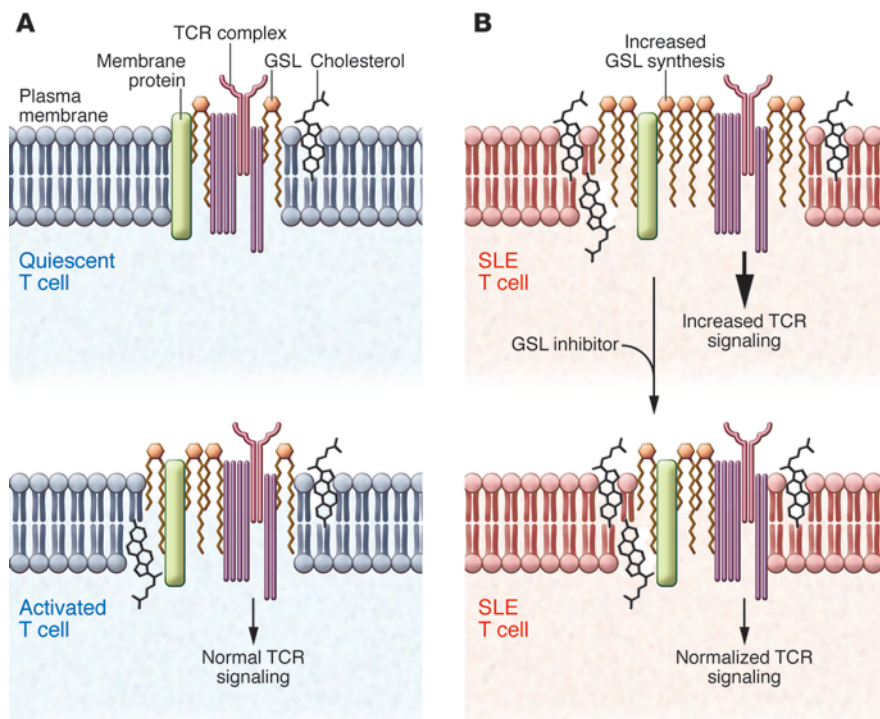 A
TCR complex
Membrane
protein
GSL
Cholesterol
Plasma
membrane
Quiescent
T cell
Activated
T cell
Normal TCR
signaling
B
Increased
GSL synthesis
SLE
T cell
Increased TCR
signaling
GSL inhibitor
SLE
T cell
Normalized TCR
signaling